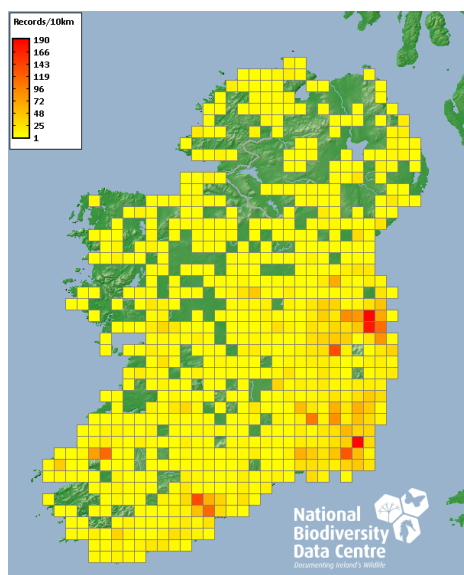 Records/10km
190
166
143
119
96
72
48
25
1
National
Biodiversity
Data Centre
Documenting Ireland's Wildlife